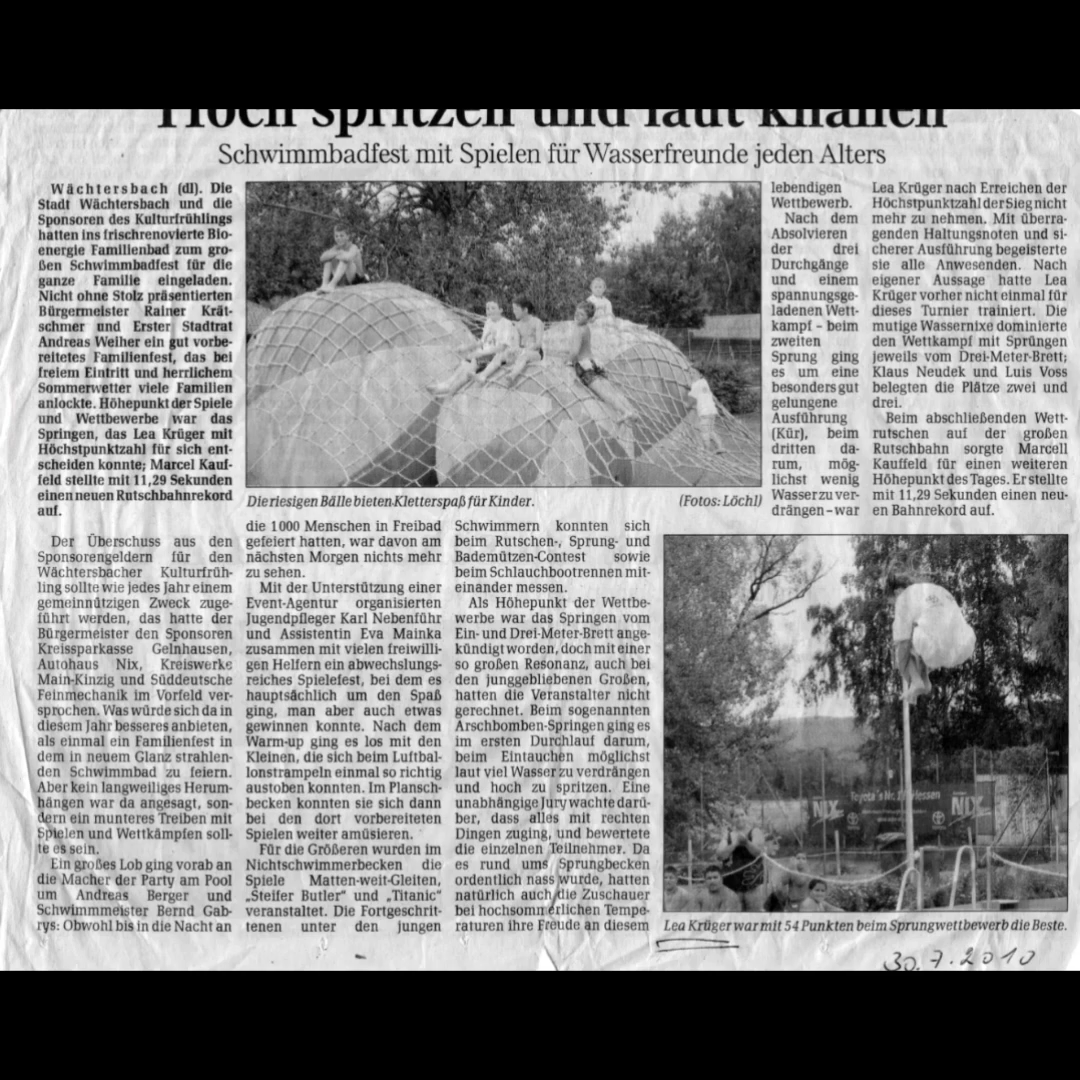 Hoch spritzen und laut knallen
Schwimmbadfest mit Spielen für Wasserfreunde jeden Alters
Wächtersbach (dl). Die
Stadt Wächtersbach und die
Sponsoren des Kulturfrühlings
hatten ins frischrenovierte Bio-
energie Familienbad zum gro-
ßen Schwimmbadfest für die
ganze Familie eingeladen.
Nicht ohne Stolz präsentierten
Bürgermeister Rainer Krät-
schmer und Erster Stadtrat
Andreas Weiher ein gut vorbe-
reitetes Familienfest, das bei
freiem Eintritt und herrlichem
Sommerwetter viele Familien
anlockte. Höhepunkt der Spiele
und Wettbewerbe war das
Springen, das Lea Krüger mit
Höchstpunktzahl für sich ent-
scheiden konnte; Marcel Kauf-
feld stellte mit 11,29 Sekunden
einen neuen Rutschbahnrekord
auf.
Der Überschuss aus den
Sponsorengeldern für den
Wächtersbacher Kulturfrüh-
ling sollte wie jedes Jahr einem
gemeinnützigen Zweck zuge-
führt werden, das hatte der
Bürgermeister den Sponsoren
Kreissparkasse Gelnhausen,
Autohaus Nix, Kreiswerke
Main-Kinzig und Süddeutsche
Feinmechanik im Vorfeld ver-
sprochen. Was würde sich da in
diesem Jahr besseres anbieten,
als einmal ein Familienfest in
dem in neuem Glanz strahlen-
den Schwimmbad zu feiern.
Aber kein langweiliges Herum-
hängen war da angesagt, son-
dern ein munteres Treiben mit
Spielen und Wettkämpfen soll-
te es sein.
Ein großes Lob ging vorab an
die Macher der Party am Pool
um Andreas Berger und
Schwimmmeister Bernd Gab-
rys: Obwohl bis in die Nacht an
Die riesigen Bälle bieten Kletterspaß für Kinder.
(Fotos: Löchl)
die 1000 Menschen in Freibad
gefeiert hatten, war davon am
nächsten Morgen nichts mehr
zu sehen.
Mit der Unterstützung einer
Event-Agentur organisierten
Jugendpfleger Karl Nebenführ
und Assistentin Eva Mainka
zusammen mit vielen freiwilli-
gen Helfern ein abwechslungs-
reiches Spielefest, bei dem es
hauptsächlich um den Spaß
ging, man aber auch etwas
gewinnen konnte. Nach dem
Warm-up ging es los mit den
Kleinen, die sich beim Luftbal-
lonstrampeln einmal so richtig
austoben konnten. Im Plansch-
becken konnten sie sich dann
bei den dort vorbereiteten
Spielen weiter amüsieren.
Für die Größeren wurden im
Nichtschwimmerbecken die
Spiele Matten-weit-Gleiten,
„Steifer Butler" und „Titanic"
veranstaltet. Die Fortgeschrit-
tenen unter den jungen
Schwimmern konnten sich
beim Rutschen-, Sprung- und
Bademützen-Contest sowie
beim Schlauchbootrennen mit-
einander messen.
Als Höhepunkt der Wettbe-
werbe war das Springen vom
Ein- und Drei-Meter-Brett ange-
kündigt worden, doch mit einer
so großen Resonanz, auch bei
den junggebliebenen Großen,
hatten die Veranstalter nicht
gerechnet. Beim sogenannten
Arschbomben-Springen ging es
im ersten Durchlauf darum,
beim Eintauchen möglichst
laut viel Wasser zu verdrängen
und hoch zu spritzen. Eine
unabhängige Jury wachte darü-
ber, dass alles mit rechten
Dingen zuging, und bewertete
die einzelnen Teilnehmer. Da
es rund ums Sprungbecken
ordentlich nass wurde, hatten
natürlich auch die Zuschauer
bei hochsommerlichen Tempe-
raturen ihre Freude an diesem
lebendigen
Wettbewerb.
Nach dem
Absolvieren
der drei
Durchgänge
und einem
spannungsge-
ladenen Wett-
kampf – beim
zweiten
Sprung ging
es um eine
besonders gut
gelungene
Ausführung
(Kür), beim
dritten da-
rum, mög-
lichst wenig
Wasser zu ver-
drängen – war
Lea Krüger nach Erreichen der
Höchstpunktzahl der Sieg nicht
mehr zu nehmen. Mit überra-
genden Haltungsnoten und si-
cherer Ausführung begeisterte
sie alle Anwesenden. Nach
eigener Aussage hatte Lea
Krüger vorher nicht einmal für
dieses Turnier trainiert. Die
mutige Wassernixe dominierte
den Wettkampf mit Sprüngen
jeweils vom Drei-Meter-Brett;
Klaus Neudek und Luis Voss
belegten die Plätze zwei und
drei.
Beim abschließenden Wett-
rutschen auf der großen
Rutschbahn sorgte Marcell
Kauffeld für einen weiteren
Höhepunkt des Tages. Er stellte
mit 11,29 Sekunden einen neu-
en Bahnrekord auf.
NIX
Toyota's Nr. 1 in Hessen
NIX
Lea Krüger war mit 54 Punkten beim Sprungwettbewerb die Beste.
30.7.2010